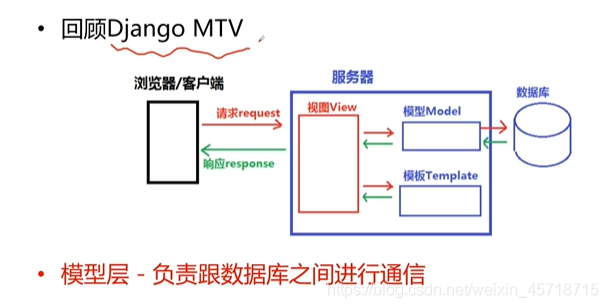 • 回顾Django MTV
服务器
浏览器/客户端
数据库
请求request
视图View
模型Model
响应response
模板Template
• 模型层 - 负责跟数据库之间进行通信
https://blog.csdn.net/weixin_45718715